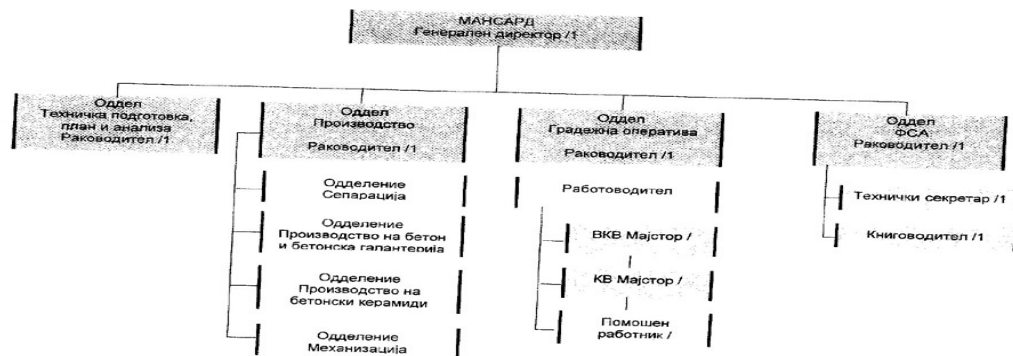 МАНСАРД
Генерален директор /1
Оддел
Техничка подготовка,
план и анализа
Раководител /1
Оддел
Производство
Раководител /1
Одделение
Сепарација
Одделение
Производство на бетон
и бетонска галантерија
Одделение
Производство на
бетонски керамиди
Одделение
Механизација
Оддел
Градежна оператива
Раководител /1
Работоводител
ВКВ Мајстор /
КВ Мајстор /
Помошен
работник /
Оддел
ФСА
Раководител /1
Технички секретар /1
Книговодител /1